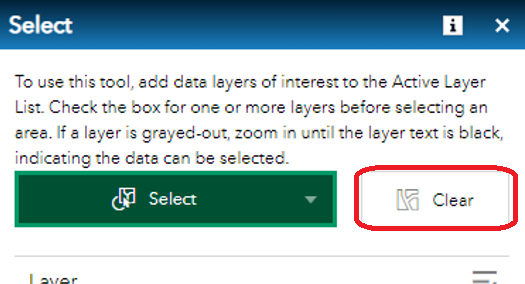 Select
To use this tool, add data layers of interest to the Active Layer
List. Check the box for one or more layers before selecting an
area. If a layer is grayed-out, zoom in until the layer text is black,
indicating the data can be selected.
Select
Clear
Layer